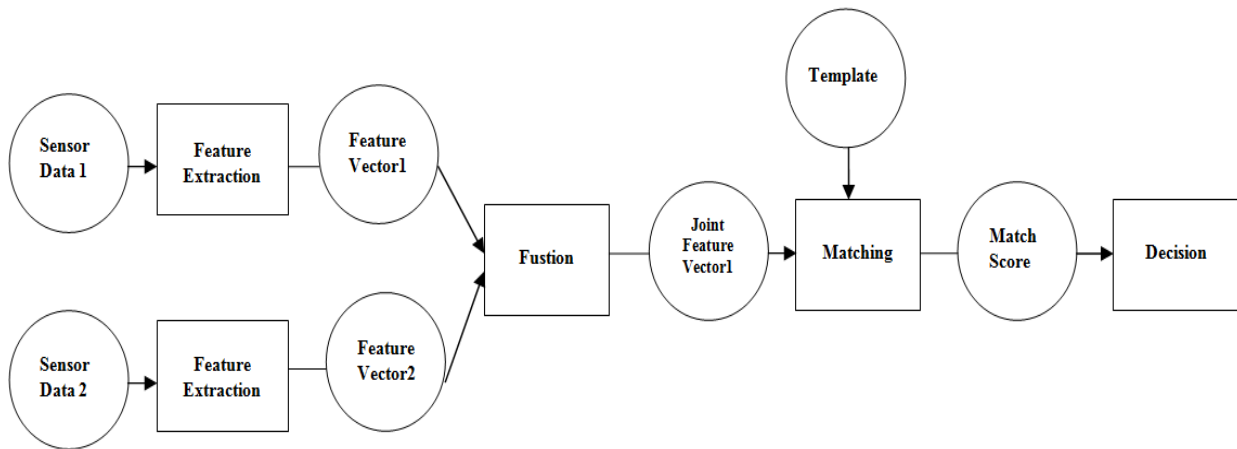 Template
Sensor
Data 1
Feature
Extraction
Feature
Vector1
Fustion
Joint
Feature
Vector1
Matching
Match
Score
Decision
Sensor
Data 2
Feature
Extraction
Feature
Vector2